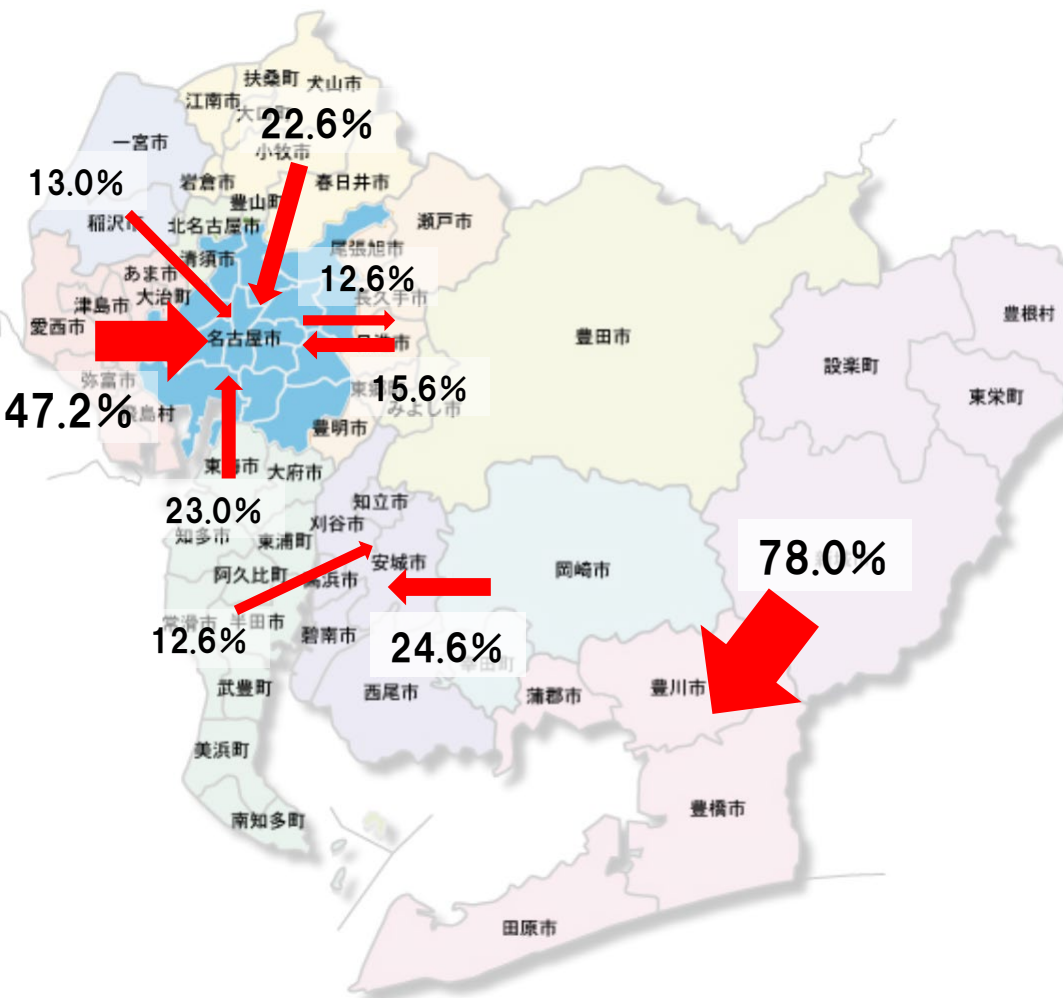 扶桑町
犬山市
江南市
大口町
22.6%
一宮市
小牧市
13.0%
岩倉市
春日井市
豊山町
稲沢市
北名古屋市
瀬戸市
尾張旭市
清須市
あま市
12.6%
大治町
長久手市
津島市
豊根村
愛西市
名古屋市
豊田市
設楽町
弥富市
15.6%
東栄町
47.2%
飛島村
みよし市
豊明市
大府市
知立市
23.0%
刈谷市
知多市
東浦町
78.0%
安城市
岡崎市
阿久比町
高浜市
常滑市
半田市
碧南市
12.6%
24.6%
武豊町
西尾市
蒲郡市
豊川市
美浜町
豊橋市
南知多町
田原市